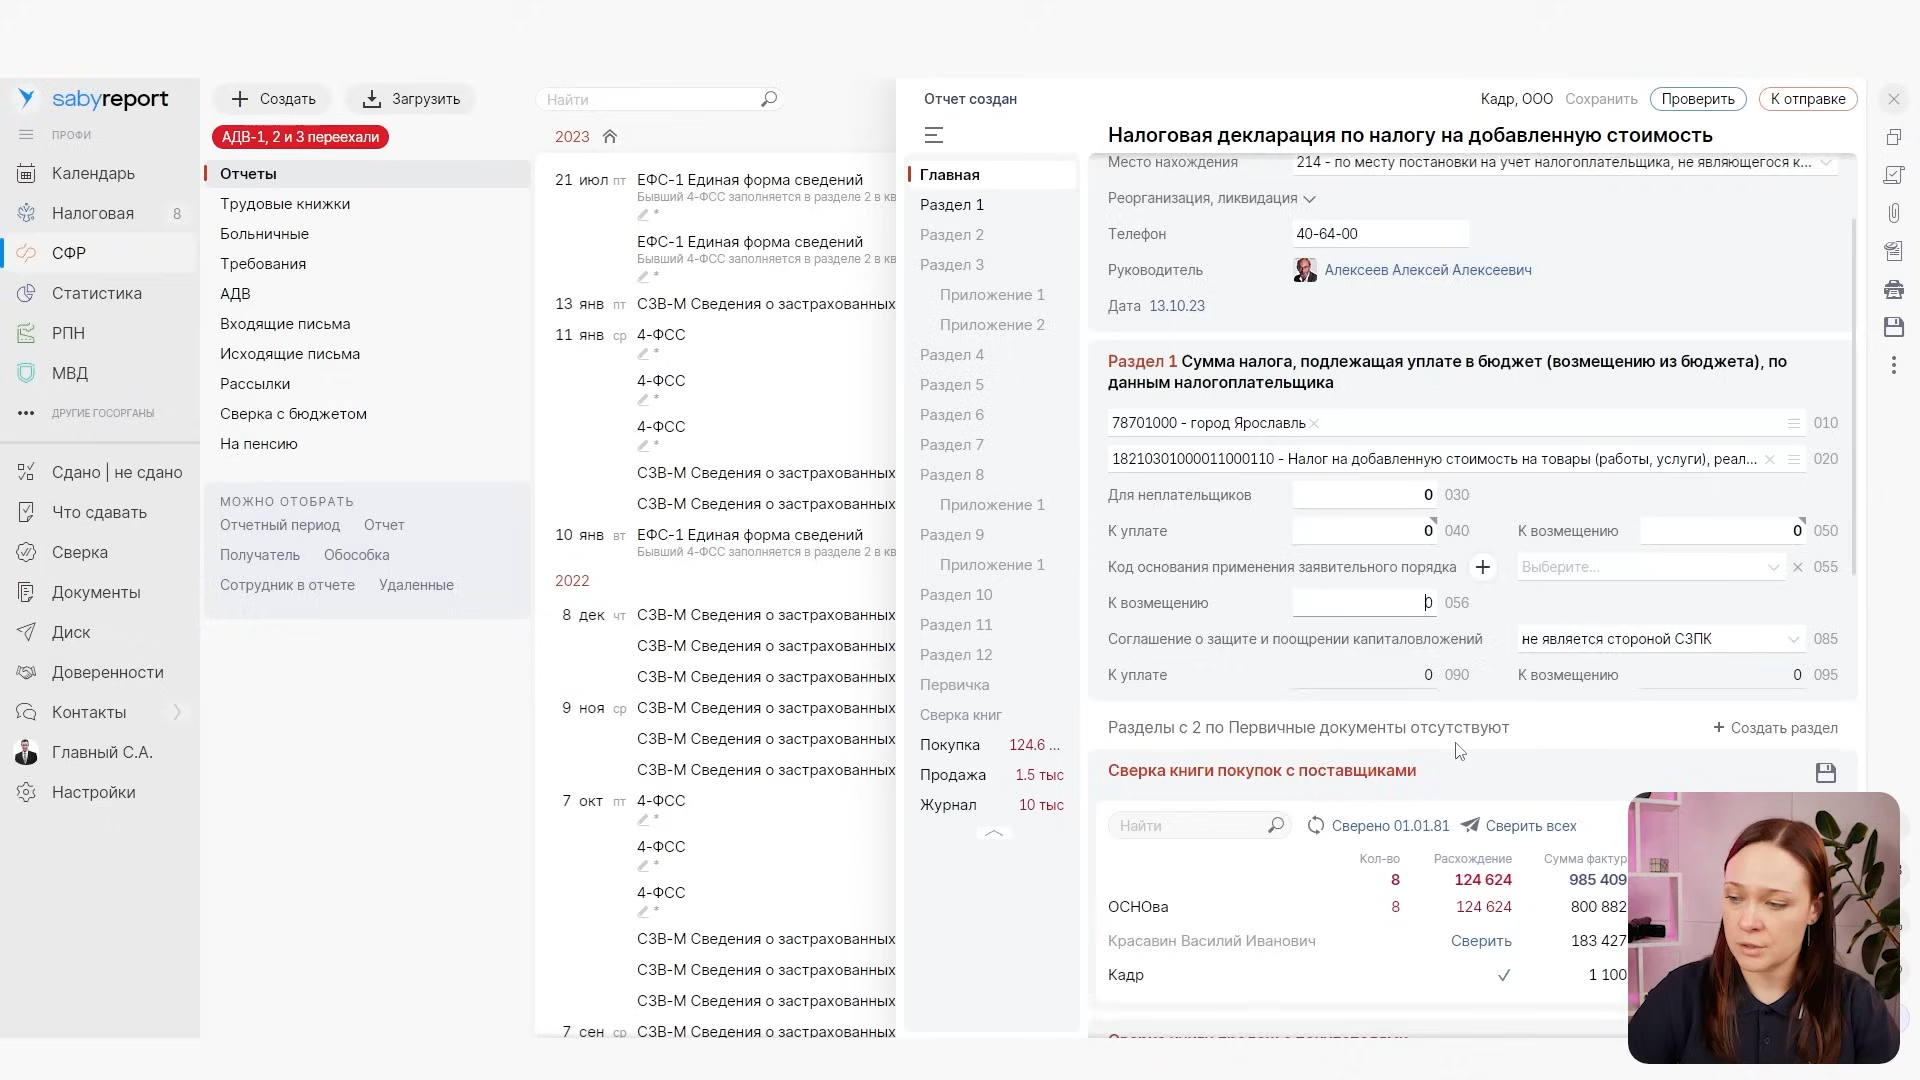 sabyreport
ПРОФИ
Календарь
Налоговая 8
СФР
Статистика
РПН
МВД
ДРУГИЕ ГОСОРГАНЫ
Сдано | не сдано
Что сдавать
Сверка
Документы
Диск
Доверенности
Контакты
Главный С.А.
Настройки
Создать
Загрузить
АДВ-1, 2 и 3 переехали
Отчеты
Трудовые книжки
Больничные
Требования
АДВ
Входящие письма
Исходящие письма
Рассылки
Сверка с бюджетом
На пенсию
МОЖНО ОТОБРАТЬ
Отчетный период Отчет
Получатель Обособка
Сотрудник в отчете Удаленные
Найти
2023
21 июл пт ЕФС-1 Единая форма сведений
Бывший 4-ФСС заполняется в разделе 2 в кв
*
ЕФС-1 Единая форма сведений
Бывший 4-ФСС заполняется в разделе 2 в кв
*
13 янв пт СЗВ-М Сведения о застрахованных
11 янв ср 4-ФСС
*
4-ФСС
*
4-ФСС
*
СЗВ-М Сведения о застрахованных
СЗВ-М Сведения о застрахованных
10 янв вт ЕФС-1 Единая форма сведений
Бывший 4-ФСС заполняется в разделе 2 в кв
2022
8 дек чт СЗВ-М Сведения о застрахованных
СЗВ-М Сведения о застрахованных
СЗВ-М Сведения о застрахованных
9 ноя ср СЗВ-М Сведения о застрахованных
СЗВ-М Сведения о застрахованных
СЗВ-М Сведения о застрахованных
7 окт пт 4-ФСС
*
4-ФСС
*
4-ФСС
*
СЗВ-М Сведения о застрахованных
СЗВ-М Сведения о застрахованных
СЗВ-М Сведения о застрахованных
7 сен ср СЗВ-М Сведения о застрахованных
Отчет создан
Кадр, ООО Сохранить Проверить К отправке
Налоговая декларация по налогу на добавленную стоимость
Главная
Раздел 1
Раздел 2
Раздел 3
Приложение 1
Приложение 2
Раздел 4
Раздел 5
Раздел 6
Раздел 7
Раздел 8
Приложение 1
Раздел 9
Приложение 1
Раздел 10
Раздел 11
Раздел 12
Первичка
Сверка книг
Покупка 124.6 ...
Продажа 1.5 тыс
Журнал 10 тыс
Место нахождения 214 - по месту постановки на учет налогоплательщика, не являющегося к...
Реорганизация, ликвидация
Телефон 40-64-00
Руководитель Алексеев Алексей Алексеевич
Дата 13.10.23
Раздел 1 Сумма налога, подлежащая уплате в бюджет (возмещению из бюджета), по
данным налогоплательщика
78701000 - город Ярославль 010
18210301000011000110 - Налог на добавленную стоимость на товары (работы, услуги), реал... 020
Для неплательщиков 0 030
К уплате 0 040 К возмещению 0 050
Код основания применения заявительного порядка + Выберите... 055
К возмещению 0 056
Соглашение о защите и поощрении капиталовложений не является стороной СЗПК 085
К уплате 0 090 К возмещению 0 095
Разделы с 2 по Первичные документы отсутствуют + Создать раздел
Сверка книги покупок с поставщиками
Найти Сверено 01.01.81 Сверить всех
Кол-во Расхождение Сумма фактур
8 124 624 985 409
ОСНОва 8 124 624 800 882
Красавин Василий Иванович Сверить 183 427
Кадр 1 100